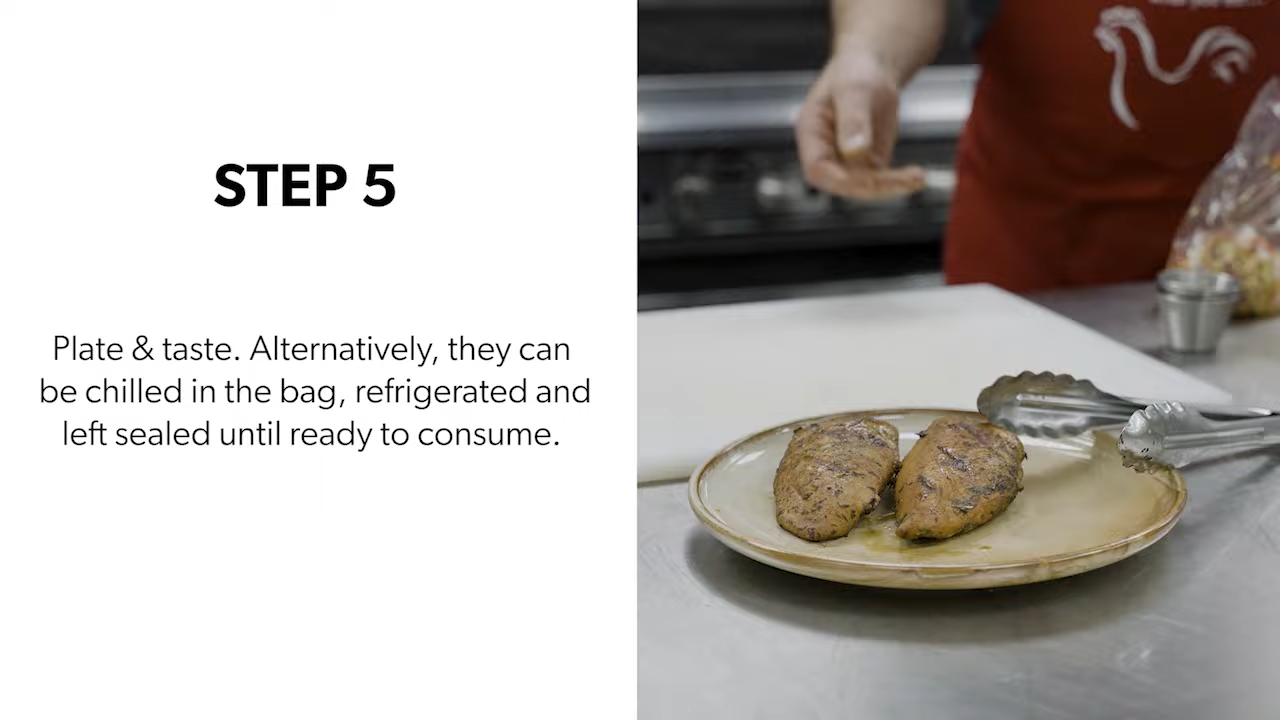 STEP 5
Plate & taste. Alternatively, they can
be chilled in the bag, refrigerated and
left sealed until ready to consume.